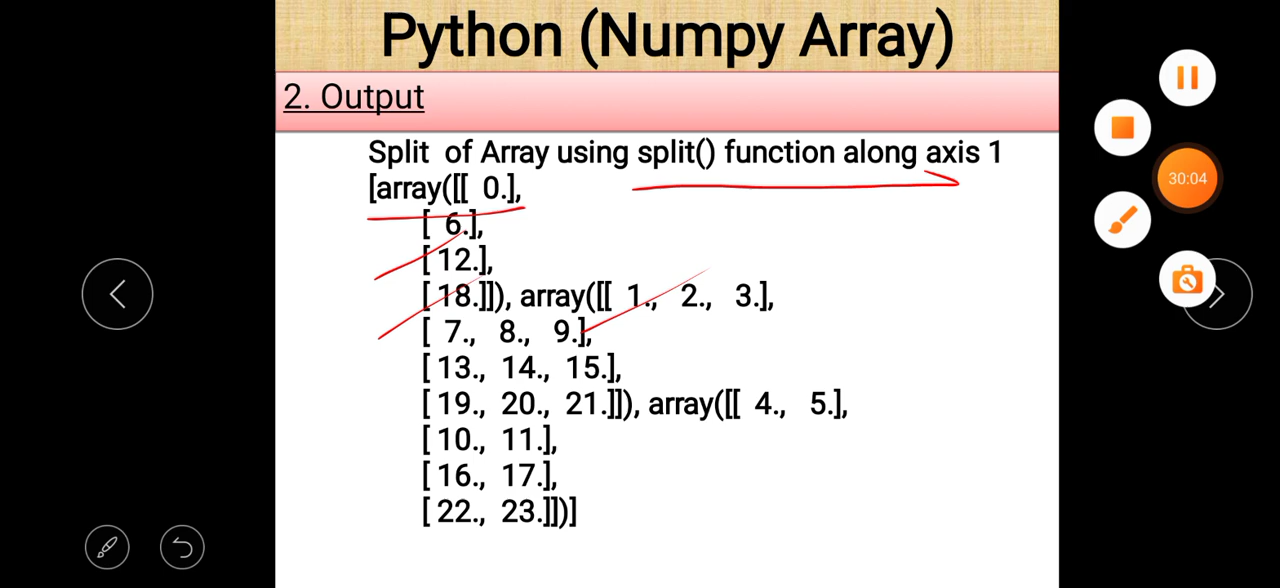 Python (Numpy Array)
2. Output
Split of Array using split() function along axis 1
[array([[ 0.],
[ 6.],
[ 12.],
[ 18.]]), array([[ 1., 2., 3.],
[ 7., 8., 9.],
[ 13., 14., 15.],
[ 19., 20., 21.]]), array([[ 4., 5.],
[ 10., 11.],
[ 16., 17.],
[ 22., 23.]])]
30:04